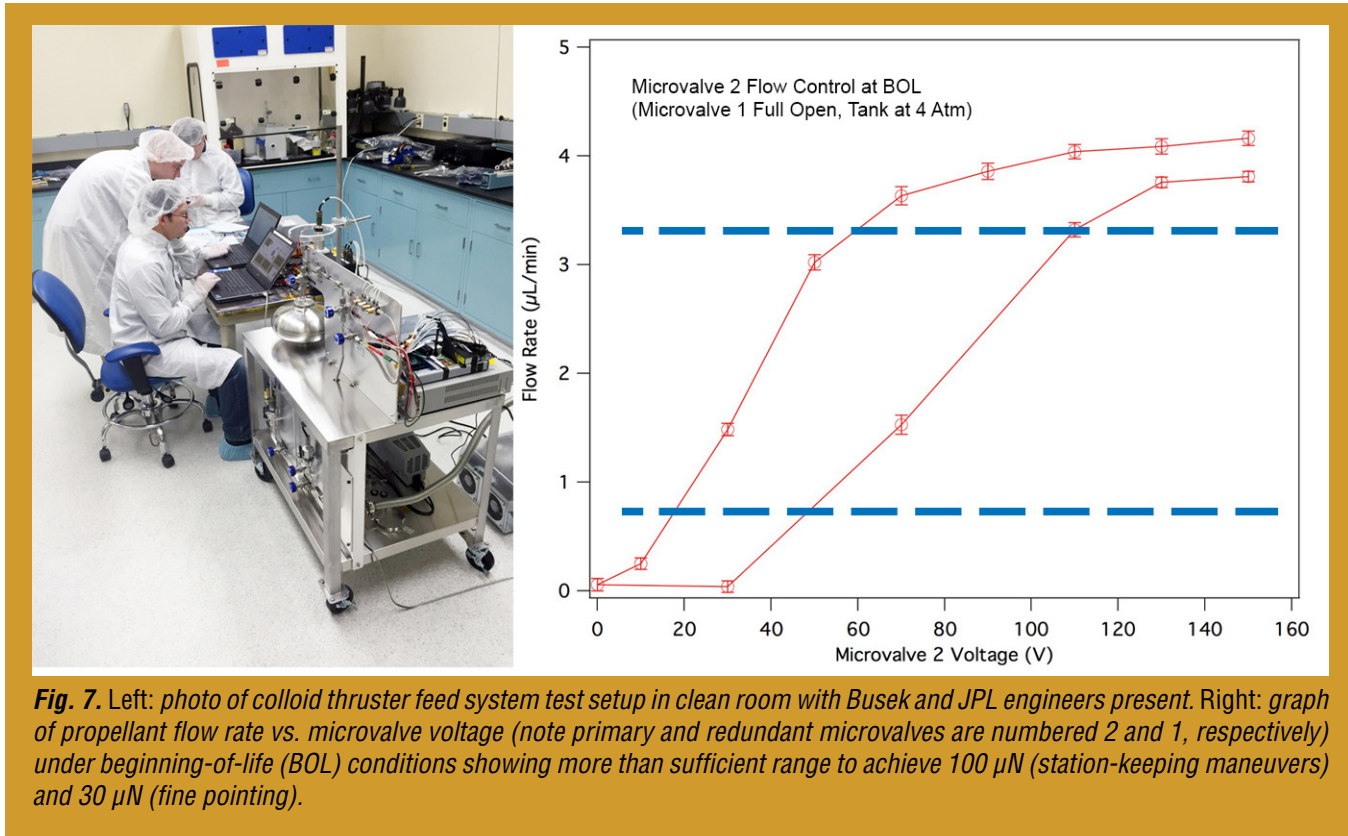 Microvalve 2 Flow Control at BOL
(Microvalve 1 Full Open, Tank at 4 Atm)
5
4
3
2
1
0
Flow Rate (µL/min)
0 20 40 60 80 100 120 140 160
Microvalve 2 Voltage (V)
Fig. 7. Left: photo of colloid thruster feed system test setup in clean room with Busek and JPL engineers present. Right: graph
of propellant flow rate vs. microvalve voltage (note primary and redundant microvalves are numbered 2 and 1, respectively)
under beginning-of-life (BOL) conditions showing more than sufficient range to achieve 100 µN (station-keeping maneuvers)
and 30 µN (fine pointing).